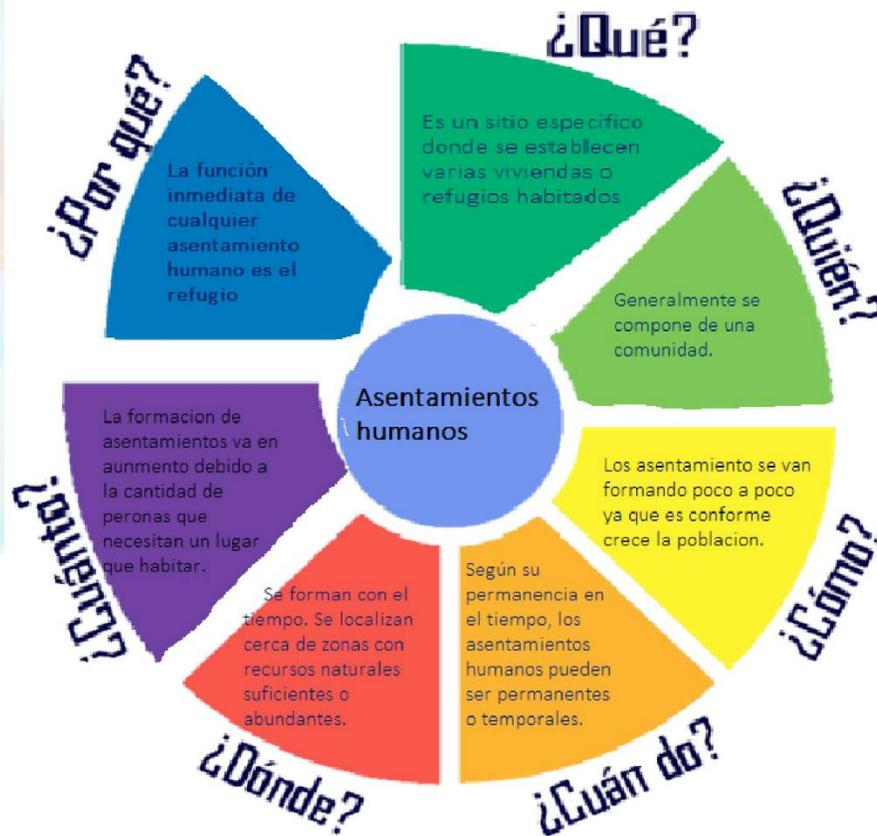 ¿Qué?
Es un sitio específico
donde se establecen
varias viviendas o
refugios habitados
¿Quién?
Generalmente se
compone de una
comunidad.
¿Cómo?
Los asentamiento se van
formando poco a poco
ya que es conforme
crece la poblacion.
¿Cuán do?
Según su
permanencia en
el tiempo, los
asentamientos
humanos pueden
ser permanentes
o temporales.
¿Dónde?
Se forman con el
tiempo. Se localizan
cerca de zonas con
recursos naturales
suficientes o
abundantes.
¿Cuánto?
La formacion de
asentamientos va en
aunmento debido a
la cantidad de
peronas que
necesitan un lugar
que habitar.
¿Por qué?
La función
inmediata de
cualquier
asentamiento
humano es el
refugio
Asentamientos
humanos